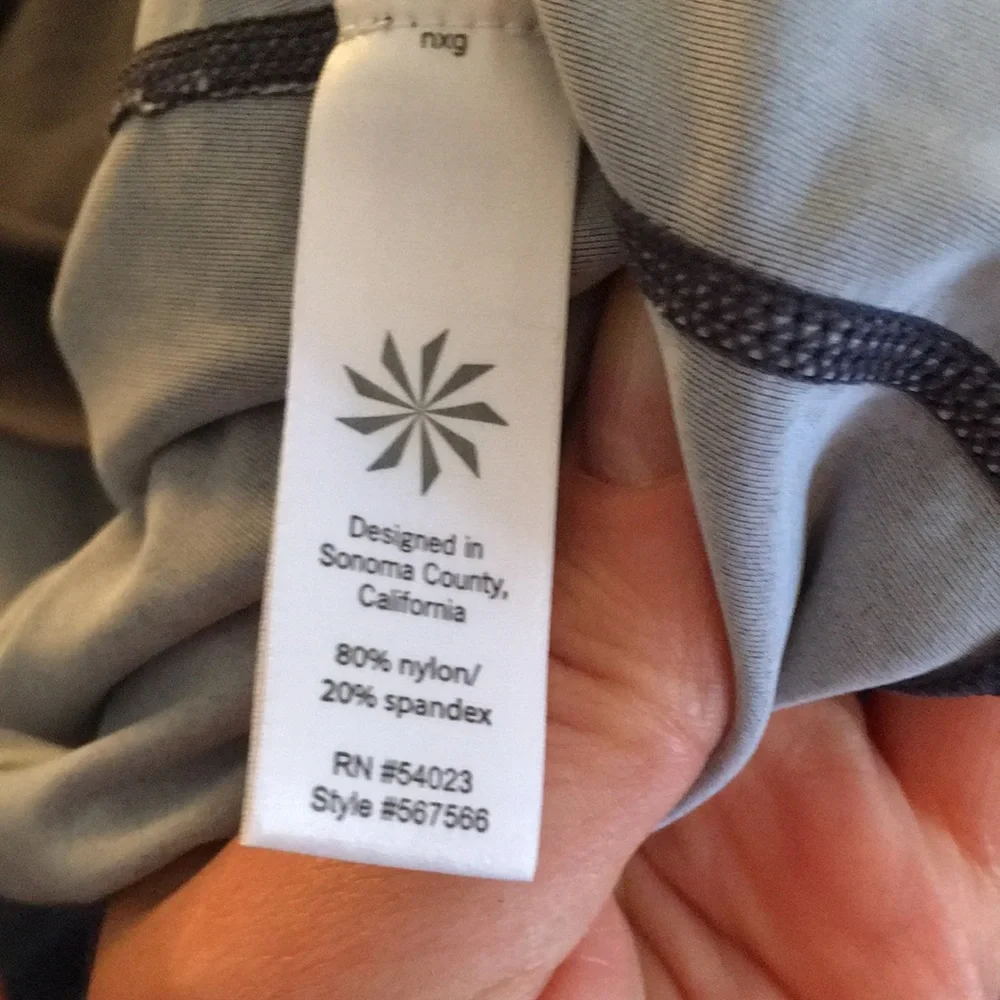 nxg
Designed in
Sonoma County,
California
80% nylon/
20% spandex
RN #54023
Style #567566